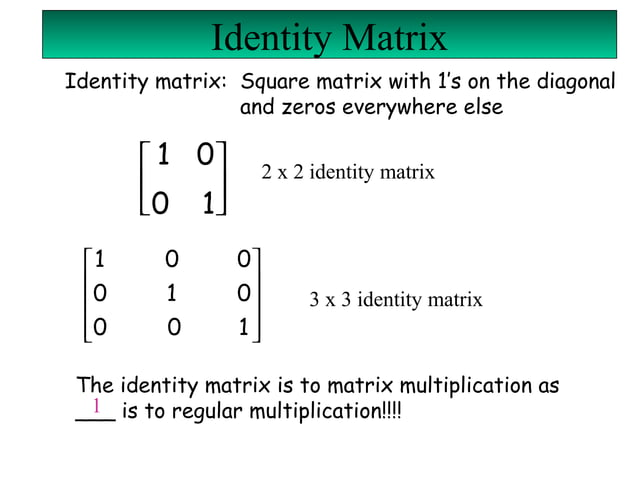 Identity Matrix
Identity matrix: Square matrix with 1's on the diagonal
and zeros everywhere else
1 0
0 1
2 x 2 identity matrix
1 0 0
0 1 0
0 0 1
3 x 3 identity matrix
The identity matrix is to matrix multiplication as
1 is to regular multiplication!!!!